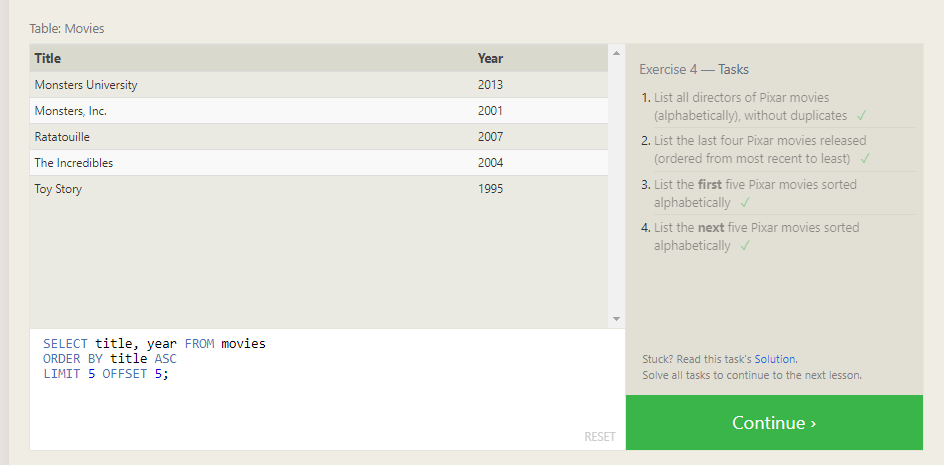 Table: Movies
Title Year
Monsters University 2013
Monsters, Inc. 2001
Ratatouille 2007
The Incredibles 2004
Toy Story 1995
SELECT title, year FROM movies
ORDER BY title ASC
LIMIT 5 OFFSET 5;
RESET
Exercise 4 — Tasks
1. List all directors of Pixar movies
(alphabetically), without duplicates ✓
2. List the last four Pixar movies released
(ordered from most recent to least) ✓
3. List the first five Pixar movies sorted
alphabetically ✓
4. List the next five Pixar movies sorted
alphabetically ✓
Stuck? Read this task's Solution.
Solve all tasks to continue to the next lesson.
Continue ›